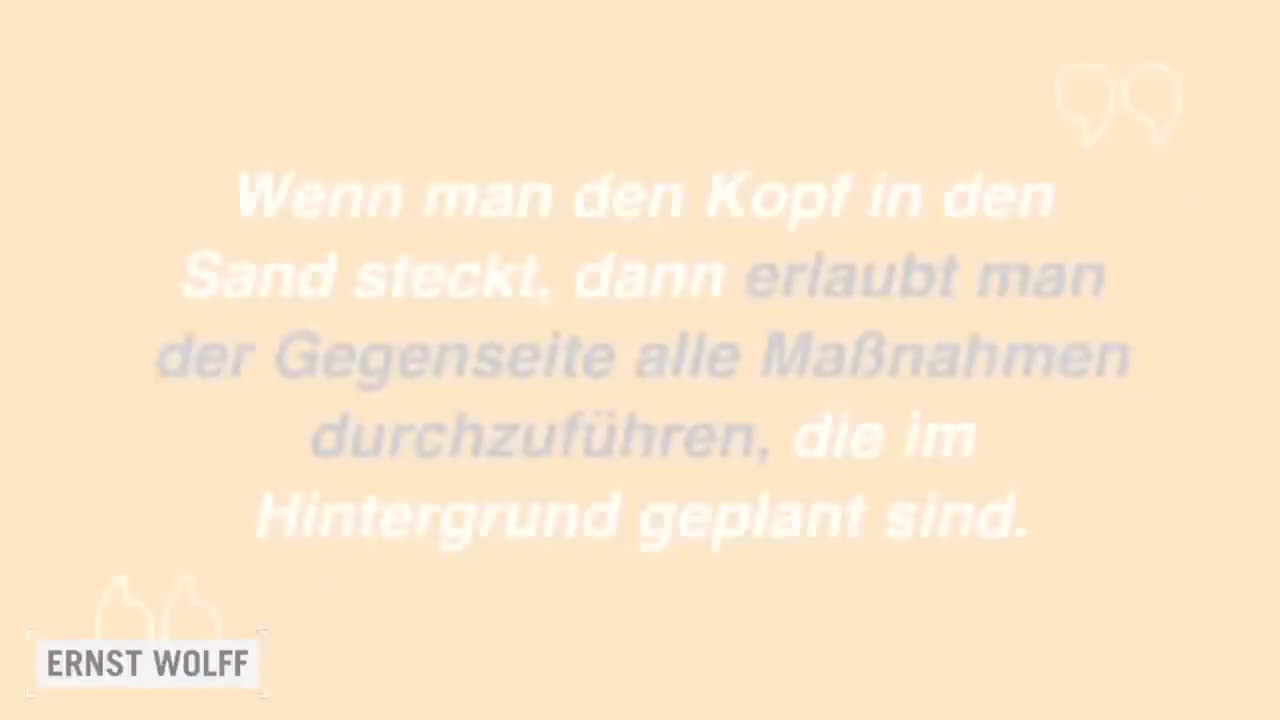 Wenn man den Kopf in den
Sand steckt, dann erlaubt man
der Gegenseite alle Maßnahmen
durchzuführen, die im
Hintergrund geplant sind.
ERNST WOLFF